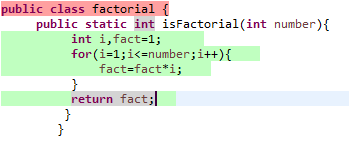 public class factorial {
public static int isFactorial(int number){
int i,fact=1;
for(i=1;i<=number;i++){
fact=fact*i;
}
return fact;
}
}